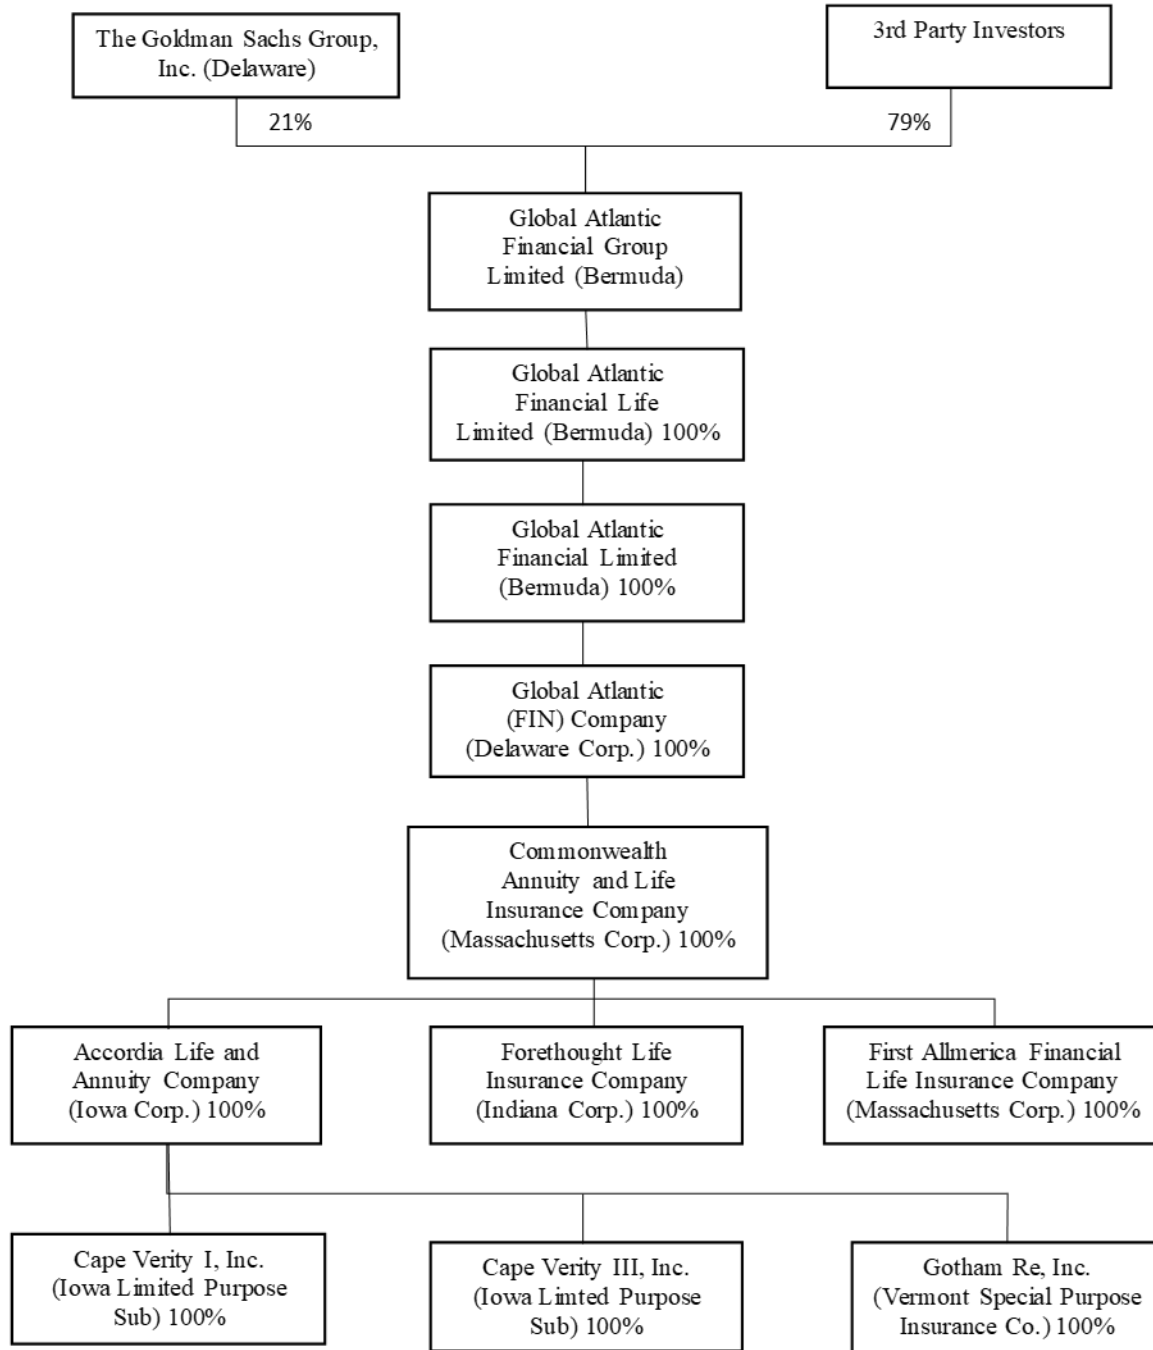 The Goldman Sachs Group,
Inc. (Delaware)
3rd Party Investors
21%
79%
Global Atlantic
Financial Group
Limited (Bermuda)
Global Atlantic
Financial Life
Limited (Bermuda) 100%
Global Atlantic
Financial Limited
(Bermuda) 100%
Global Atlantic
(FIN) Company
(Delaware Corp.) 100%
Commonwealth
Annuity and Life
Insurance Company
(Massachusetts Corp.) 100%
Accordia Life and
Annuity Company
(Iowa Corp.) 100%
Forethought Life
Insurance Company
(Indiana Corp.) 100%
First Allmerica Financial
Life Insurance Company
(Massachusetts Corp.) 100%
Cape Verity I, Inc.
(Iowa Limited Purpose
Sub) 100%
Cape Verity III, Inc.
(Iowa Limted Purpose
Sub) 100%
Gotham Re, Inc.
(Vermont Special Purpose
Insurance Co.) 100%